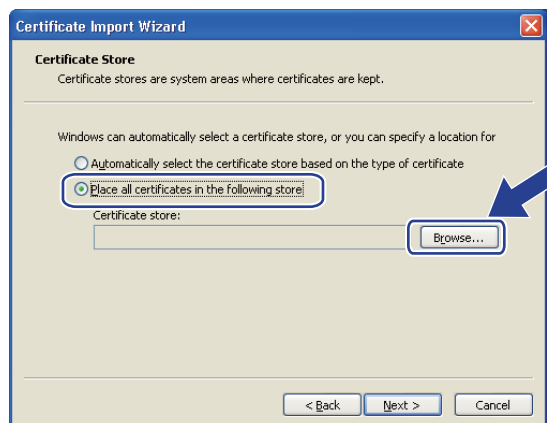 Certificate Import Wizard
Certificate Store
Certificate stores are system areas where certificates are kept.
Windows can automatically select a certificate store, or you can specify a location for
Automatically select the certificate store based on the type of certificate
Place all certificates in the following store
Certificate store:
Browse...
< Back
Next >
Cancel